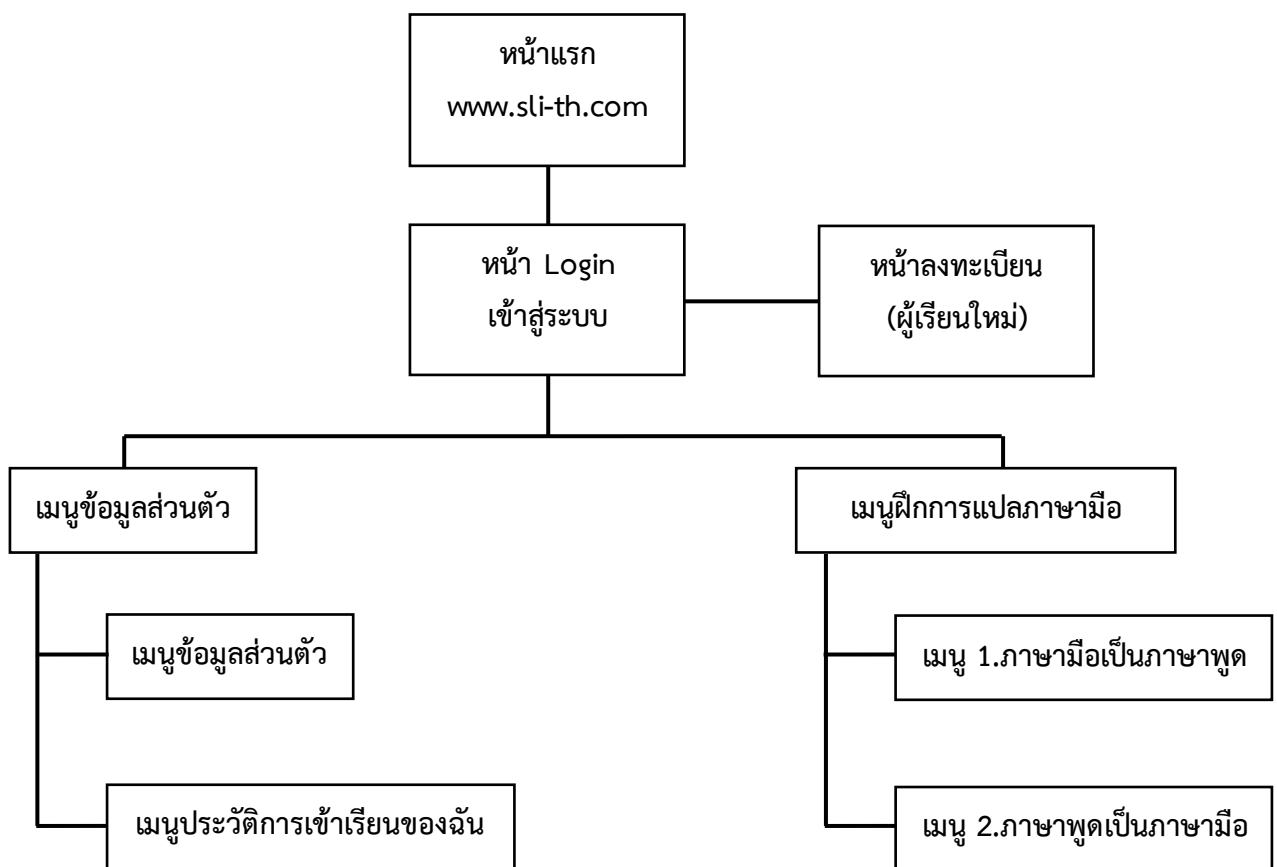 หน้าแรก
www.sli-th.com
หน้า Login
เข้าสู่ระบบ
หน้าลงทะเบียน
(ผู้เรียนใหม่)
เมนูข้อมูลส่วนตัว
เมนูฝึกการแปลภาษามือ
เมนูข้อมูลส่วนตัว
เมนู 1.ภาษามือเป็นภาษาพูด
เมนูประวัติการเข้าเรียนของฉัน
เมนู 2.ภาษาพูดเป็นภาษามือ